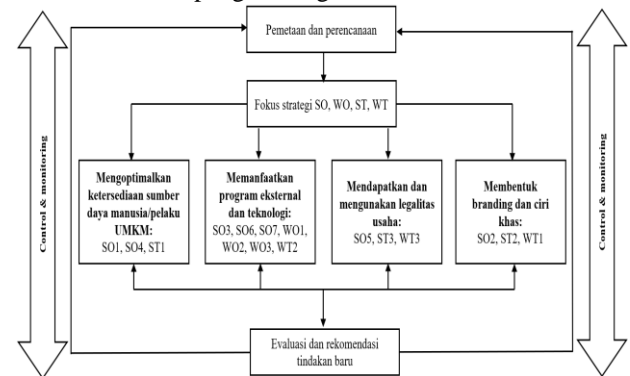 Pemetaan dan perencanaan
Fokus strategi SO, WO, ST, WT
Mengoptimalkan
ketersediaan sumber
daya manusia/pelaku
UMKM:
SO1, SO4, ST1
Memanfaatkan
program eksternal
dan teknologi:
SO3, SO6, SO7, WO1,
WO2, WO3, WT2
Mendapatkan dan
mengunakan legalitas
usaha:
SO5, ST3, WT3
Membentuk
branding dan ciri
khas:
SO2, ST2, WT1
Evaluasi dan rekomendasi
tindakan baru
Control & monitoring
Control & monitoring